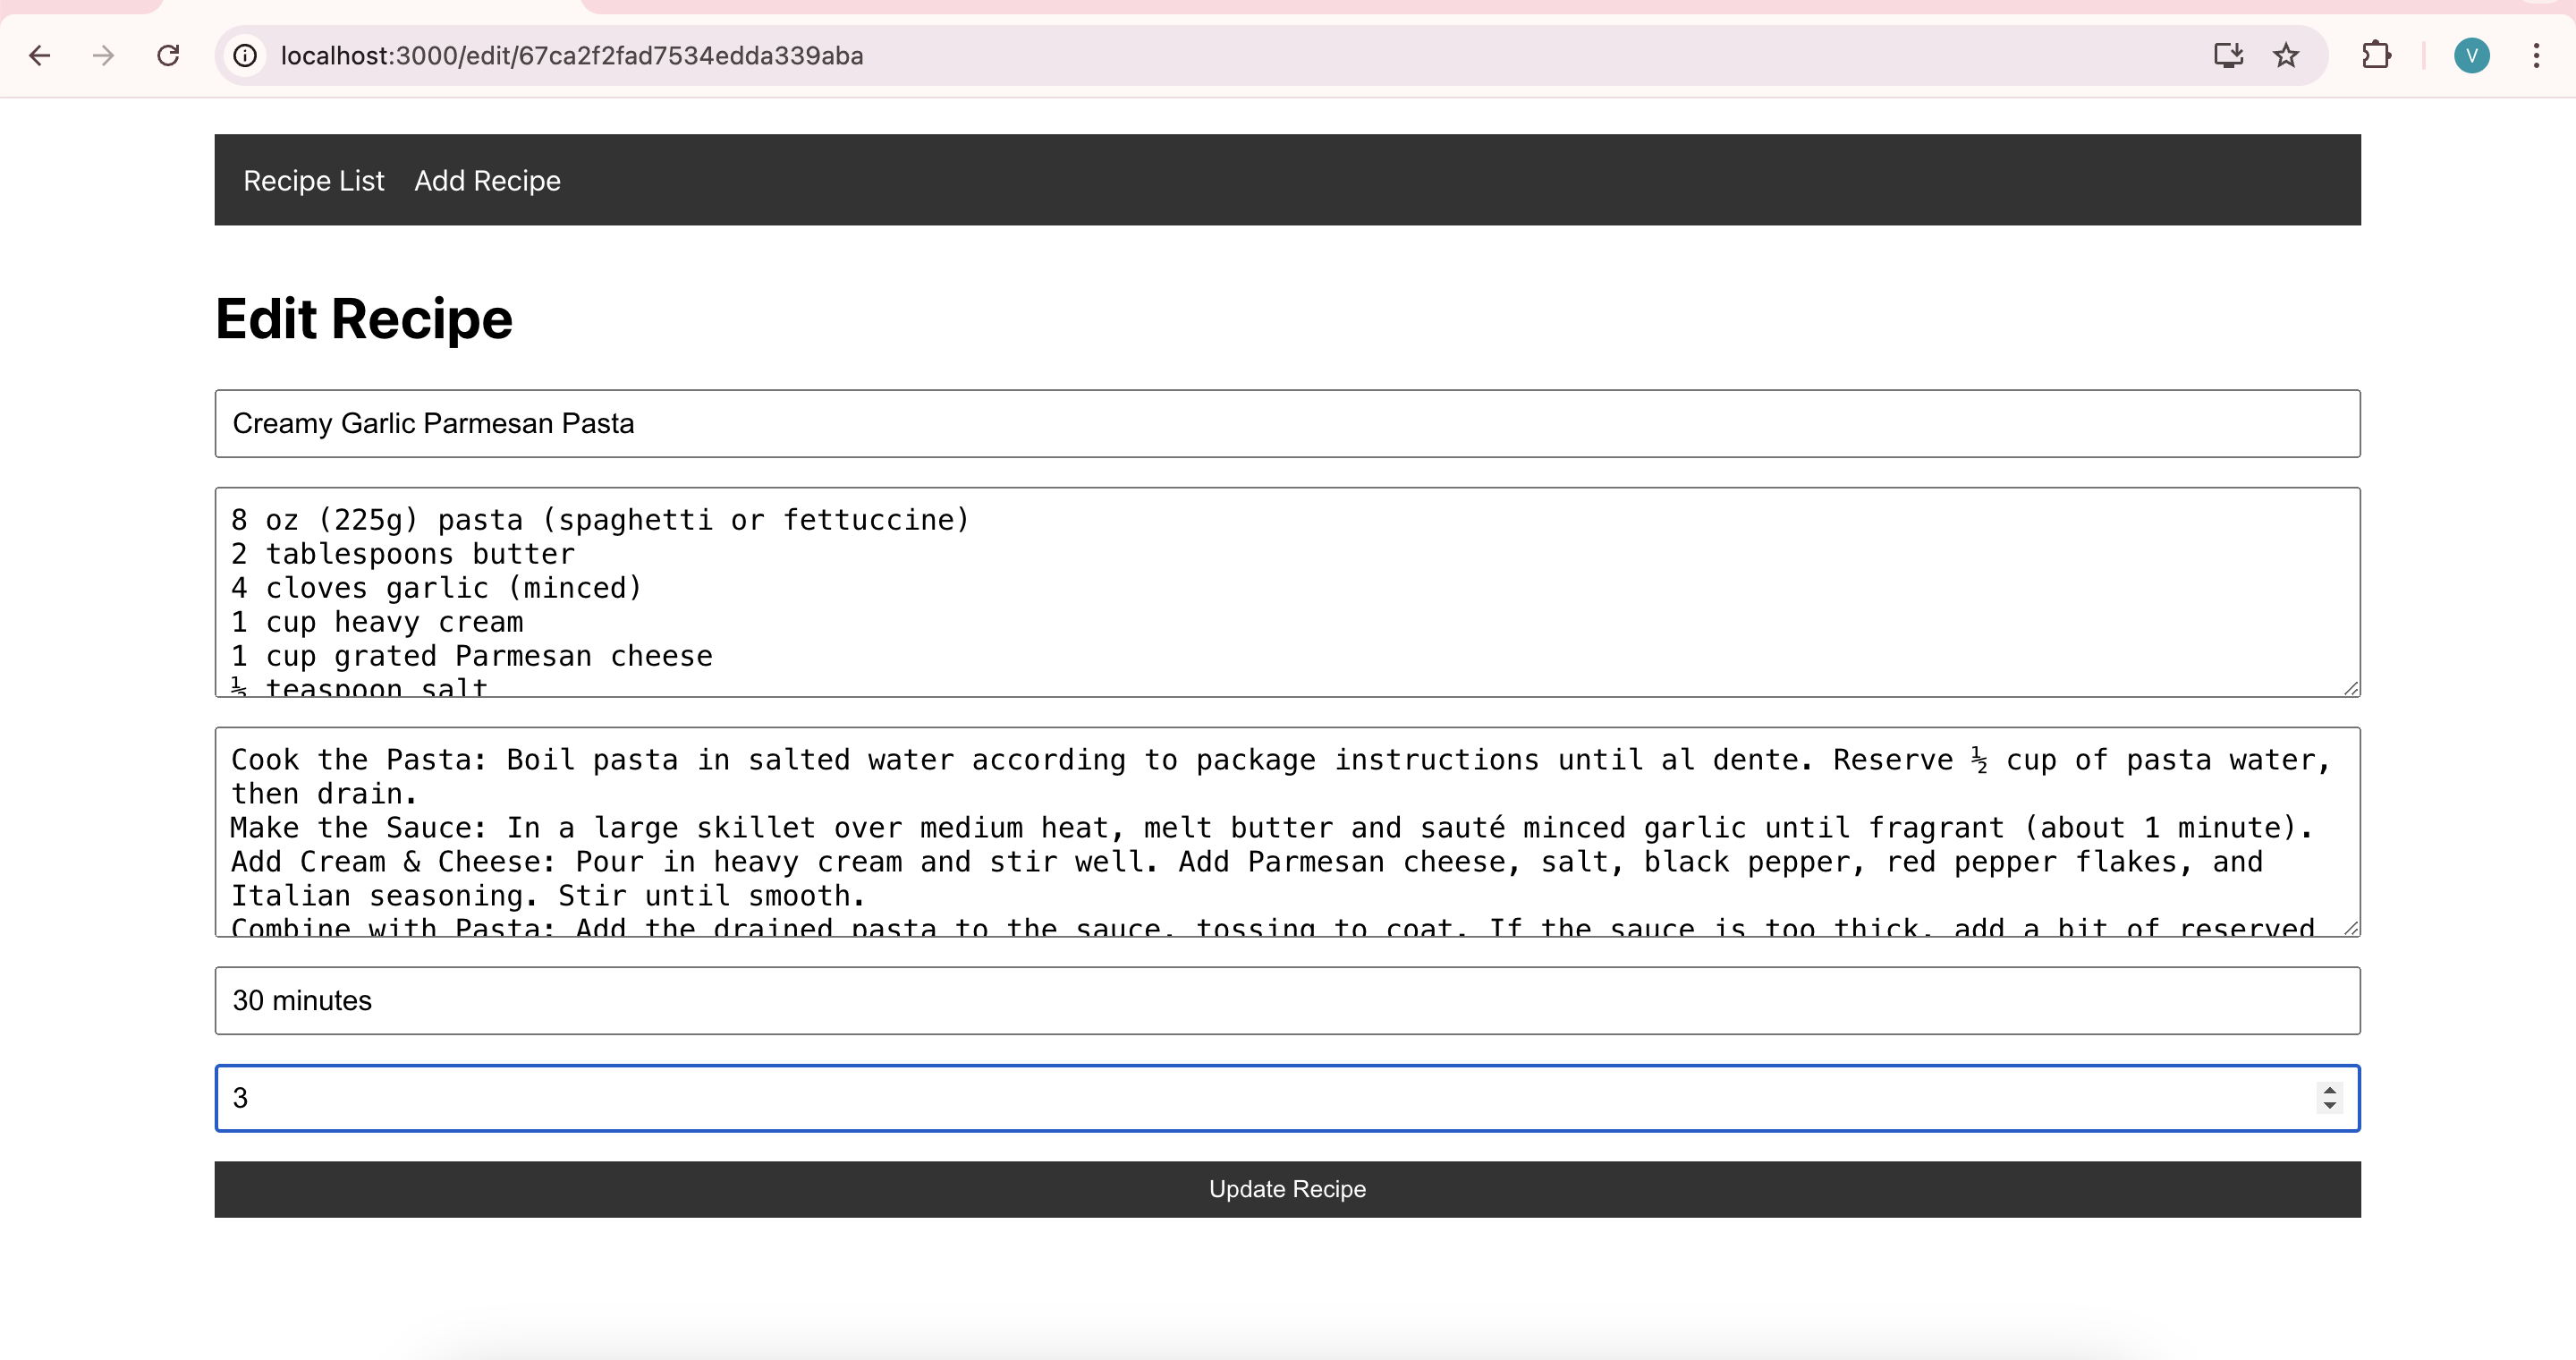 localhost:3000/edit/67ca2f2fad7534edda339aba
V
Recipe List Add Recipe
Edit Recipe
Creamy Garlic Parmesan Pasta
8 oz (225g) pasta (spaghetti or fettuccine)
2 tablespoons butter
4 cloves garlic (minced)
1 cup heavy cream
1 cup grated Parmesan cheese
½ teaspoon salt
Cook the Pasta: Boil pasta in salted water according to package instructions until al dente. Reserve ½ cup of pasta water,
then drain.
Make the Sauce: In a large skillet over medium heat, melt butter and sauté minced garlic until fragrant (about 1 minute).
Add Cream & Cheese: Pour in heavy cream and stir well. Add Parmesan cheese, salt, black pepper, red pepper flakes, and
Italian seasoning. Stir until smooth.
Combine with Pasta: Add the drained pasta to the sauce, tossing to coat. If the sauce is too thick, add a bit of reserved
30 minutes
3
Update Recipe